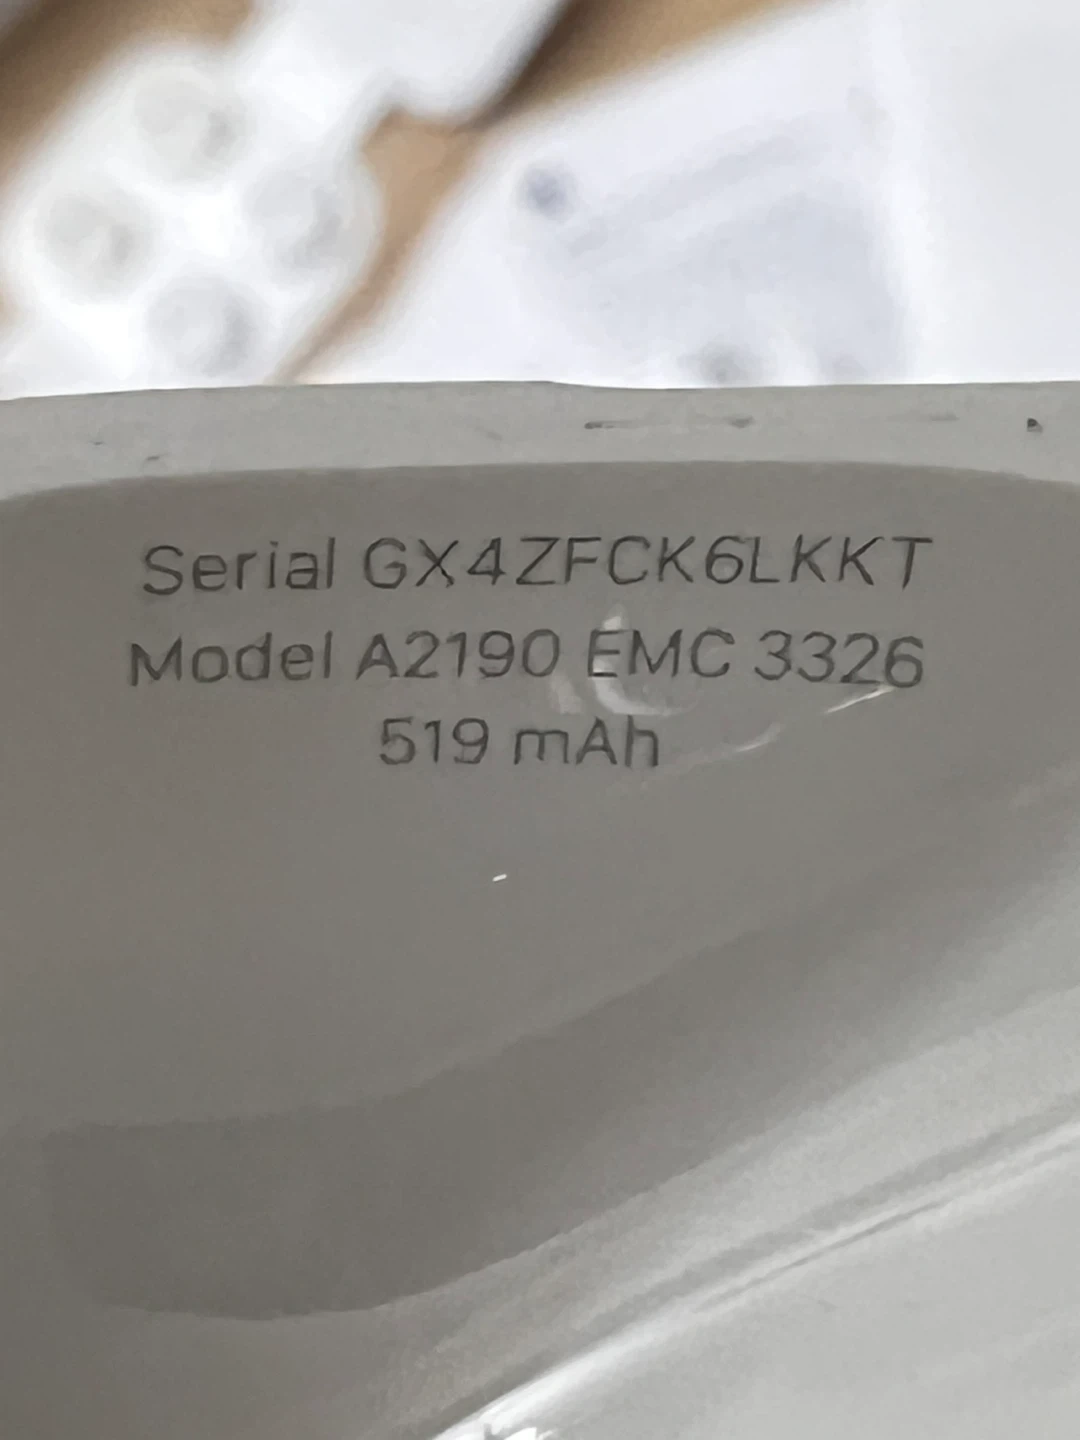 Serial GX4ZFCK6LKKT
Model A2190 EMC 3326
519 mAh